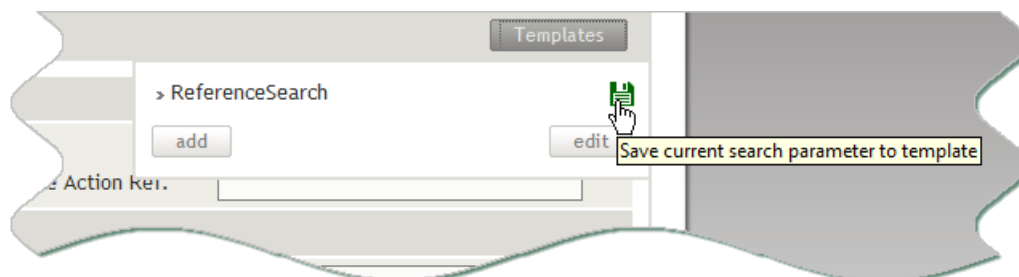 Templates
» ReferenceSearch
add
edit
Save current search parameter to template
e Action Ref.